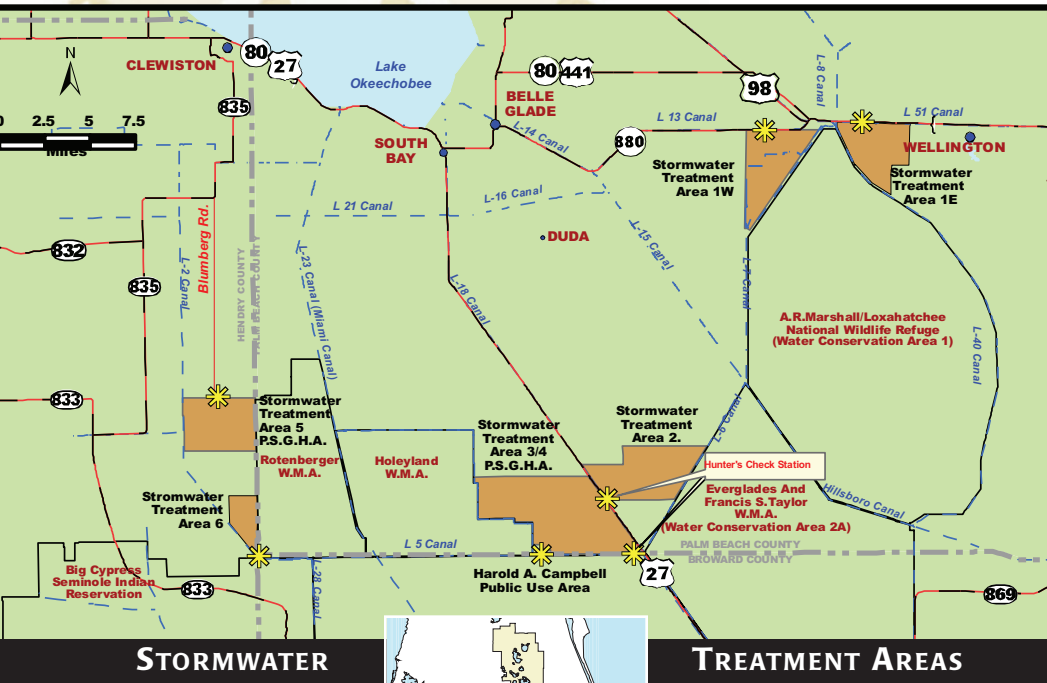 N
0 2.5 5 7.5
Miles
CLEWISTON
80
27
835
Lake
Okeechobee
80
441
BELLE
GLADE
L-14 Canal
SOUTH
BAY
880
98
L-8 Canal
L 13 Canal
L 51 Canal
WELLINGTON
Stormwater
Treatment
Area 1W
Stormwater
Treatment
Area 1E
L 21 Canal
L-16 Canal
L-15 Canal
DUDA
832
835
L-2 Canal
Blumberg Rd.
HENDRY COUNTY
PALM BEACH COUNTY
L-23 Canal (Miami Canal)
L-18 Canal
L-7 Canal
A.R.Marshall/Loxahatchee
National Wildlife Refuge
(Water Conservation Area 1)
L-40 Canal
833
Stormwater
Treatment
Area 5
P.S.G.H.A.
Rotenberger
W.M.A.
Holeyland
W.M.A.
Stormwater
Treatment
Area 3/4
P.S.G.H.A.
Stormwater
Treatment
Area 2.
L-6 Canal
Hunter's Check Station
Everglades And
Francis S.Taylor
W.M.A.
(Water Conservation Area 2A)
Hillsboro Canal
Stromwater
Treatment
Area 6
L 5 Canal
PALM BEACH COUNTY
BROWARD COUNTY
Big Cypress
Seminole Indian
Reservation
833
L-28 Canal
Harold A. Campbell
Public Use Area
27
869
STORMWATER TREATMENT AREAS